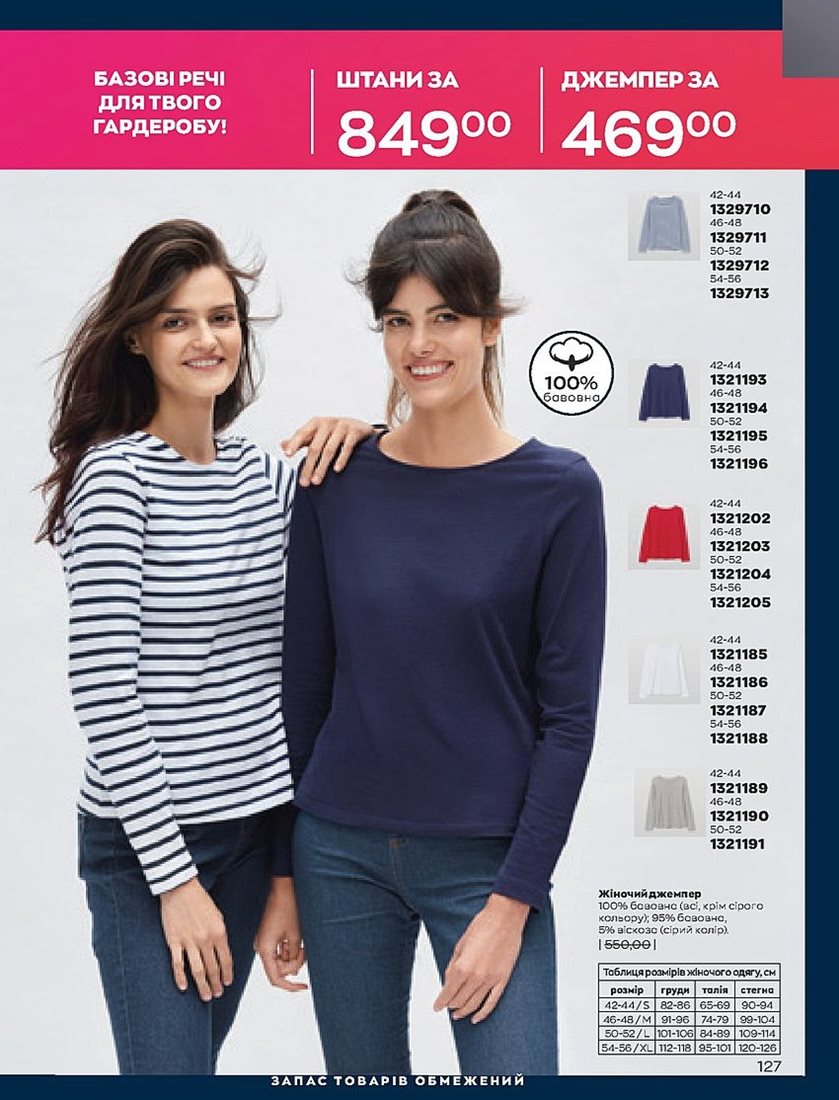 БАЗОВІ РЕЧІ
ДЛЯ ТВОГО
ГАРДЕРОБУ!
ШТАНИ ЗА
849⁰⁰
ДЖЕМПЕР ЗА
469⁰⁰
42-44
1329710
46-48
1329711
50-52
1329712
54-56
1329713
100%
бавовна
42-44
1321193
46-48
1321194
50-52
1321195
54-56
1321196
42-44
1321202
46-48
1321203
50-52
1321204
54-56
1321205
42-44
1321185
46-48
1321186
50-52
1321187
54-56
1321188
42-44
1321189
46-48
1321190
50-52
1321191
Жіночий джемпер
100% бавовна (всі, крім сірого
кольору); 95% бавовна,
5% віскоза (сірий колір).
| 550,00 |
Таблиця розмірів жіночого одягу, см
розмір груди талія стегна
42-44/S 82-86 65-69 90-94
46-48/M 91-96 74-79 99-104
50-52/L 101-106 84-89 109-114
54-56/XL 112-118 95-101 120-126
127
ЗАПАС ТОВАРІВ ОБМЕЖЕНИЙ